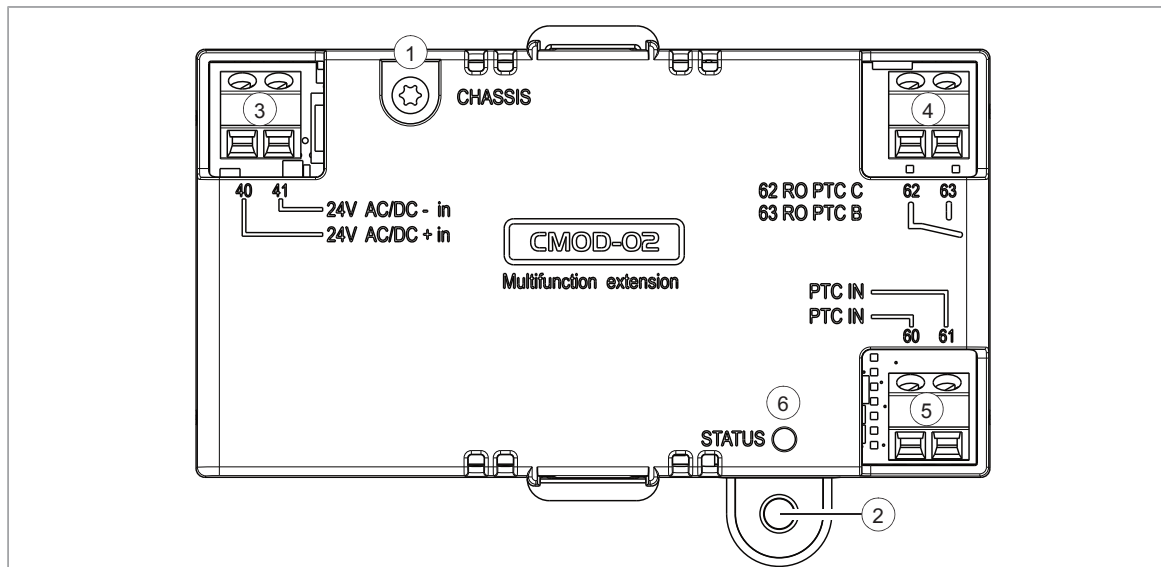 1
CHASSIS
3
4
40 41
24V AC/DC - in
24V AC/DC + in
62 RO PTC C
63 RO PTC B
62 63
CMOD-02
Multifunction extension
PTC IN
PTC IN
60 61
5
6
STATUS
2